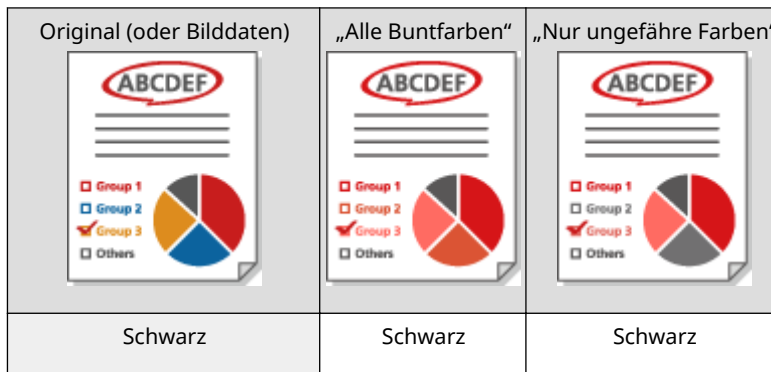 Original (oder Bilddaten)
„Alle Buntfarben“
„Nur ungefähre Farben“
ABCDEF
Group 1
Group 2
Group 3
Others
ABCDEF
Group 1
Group 2
Group 3
Others
ABCDEF
Group 1
Group 2
Group 3
Others
Schwarz
Schwarz
Schwarz